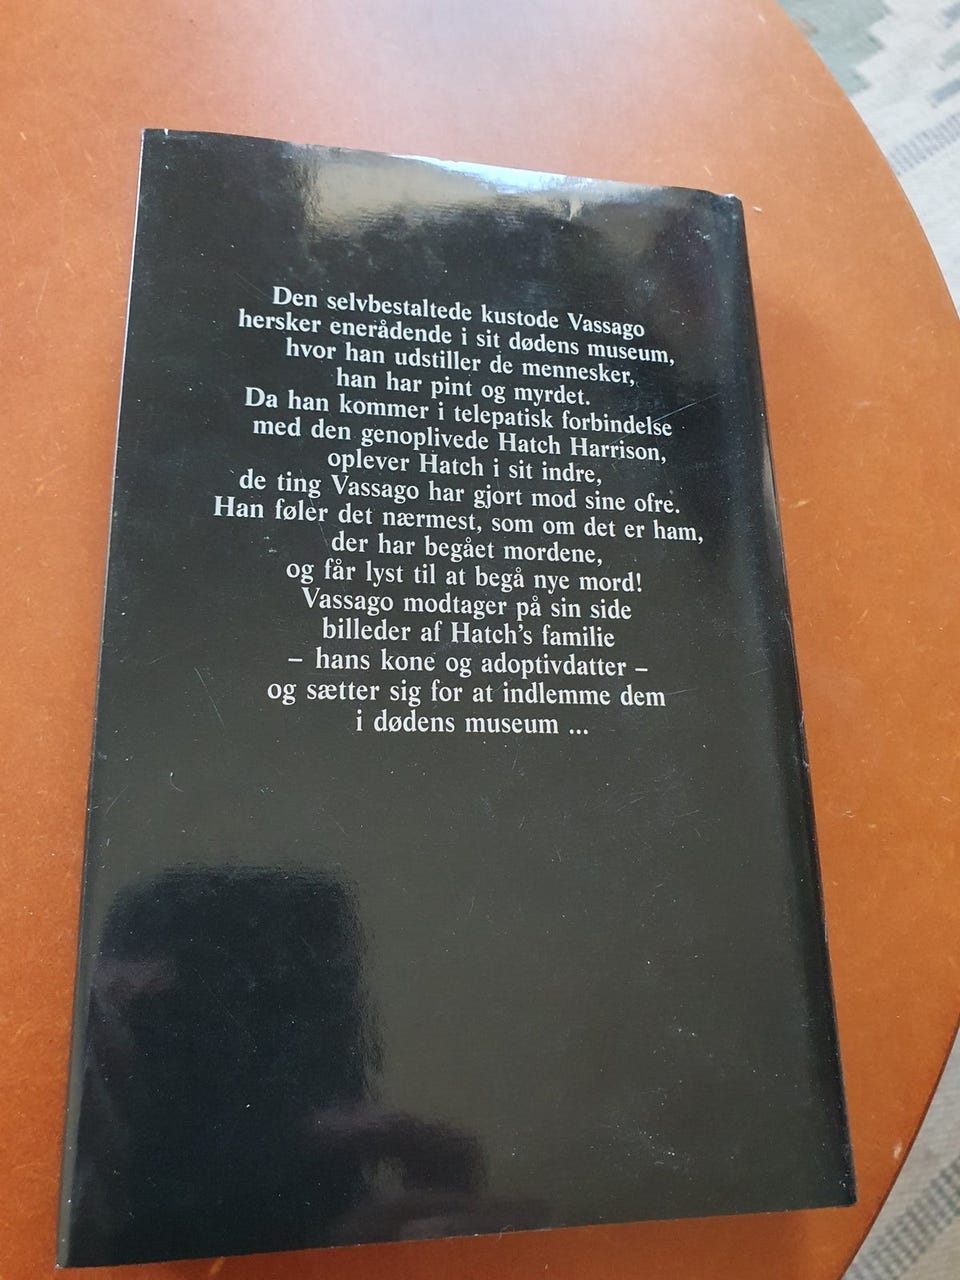 Den selvbestaltede kustode Vassago
hersker enerådende i sit dødens museum,
hvor han udstiller de mennesker,
han har pint og myrdet.
Da han kommer i telepatisk forbindelse
med den genoplivede Hatch Harrison,
oplever Hatch i sit indre,
de ting Vassago har gjort mod sine ofre.
Han føler det nærmest, som om det er ham,
der har begået mordene,
og får lyst til at begå nye mord!
Vassago modtager på sin side
billeder af Hatch's familie
– hans kone og adoptivdatter –
og sætter sig for at indlemme dem
i dødens museum ...